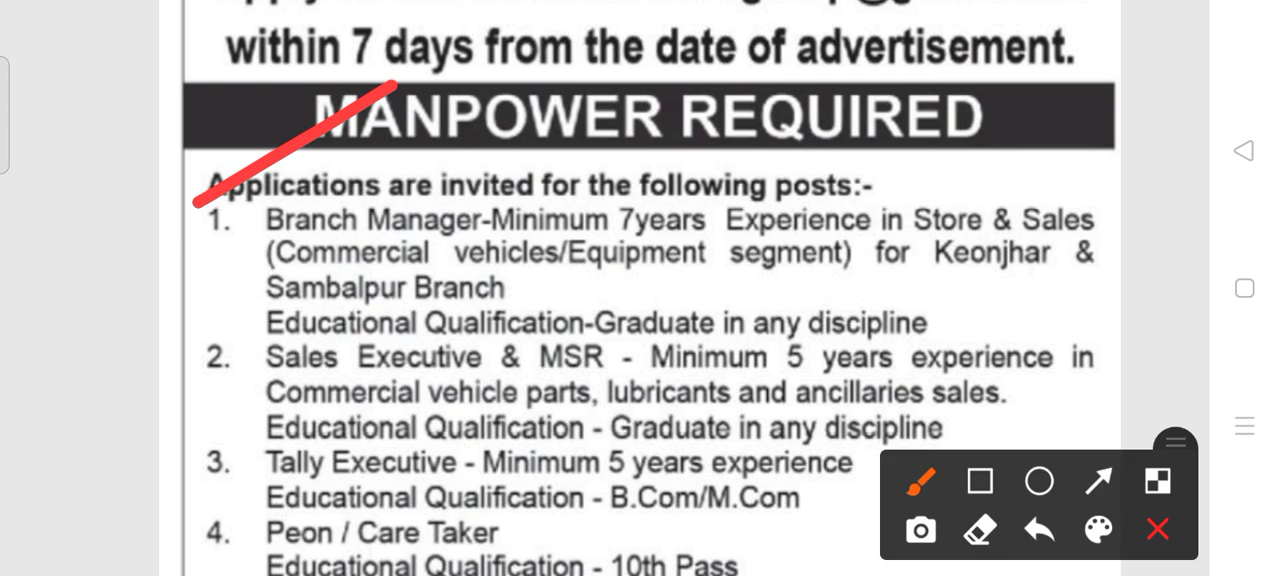 within 7 days from the date of advertisement.
MANPOWER REQUIRED
Applications are invited for the following posts:-
1. Branch Manager-Minimum 7years Experience in Store & Sales
(Commercial vehicles/Equipment segment) for Keonjhar &
Sambalpur Branch
Educational Qualification-Graduate in any discipline
2. Sales Executive & MSR - Minimum 5 years experience in
Commercial vehicle parts, lubricants and ancillaries sales.
Educational Qualification - Graduate in any discipline
3. Tally Executive - Minimum 5 years experience
Educational Qualification - B.Com/M.Com
4. Peon / Care Taker
Educational Qualification - 10th Pass